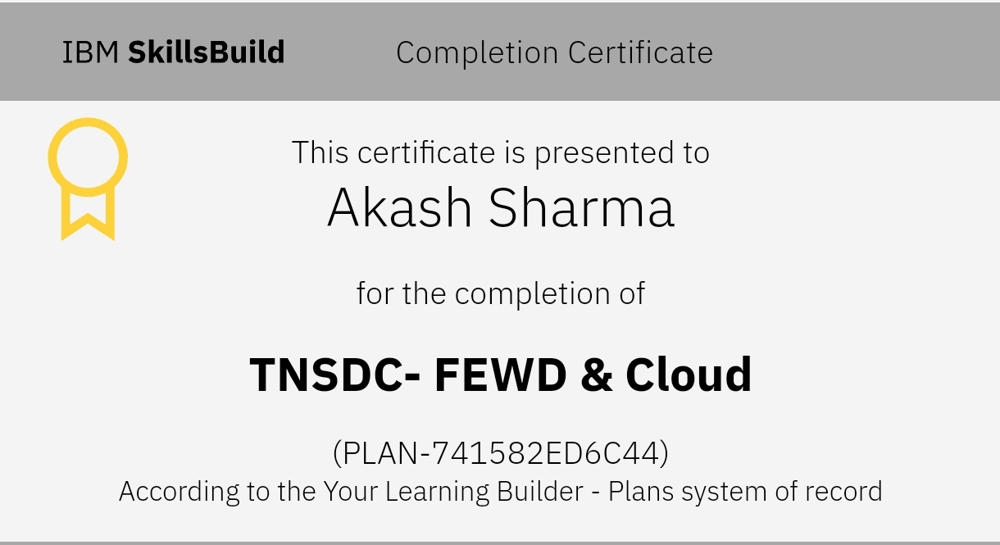 IBM SkillsBuild Completion Certificate
This certificate is presented to
Akash Sharma
for the completion of
TNSDC- FEWD & Cloud
(PLAN-741582ED6C44)
According to the Your Learning Builder - Plans system of record